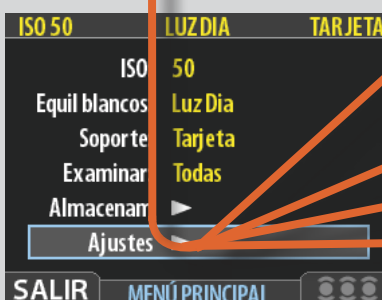 ISO 50 LUZ DIA TARJETA
ISO 50
Equil blancos Luz Dia
Soporte Tarjeta
Examinar Todas
Almacenam
Ajustes
SALIR MENÚ PRINCIPAL